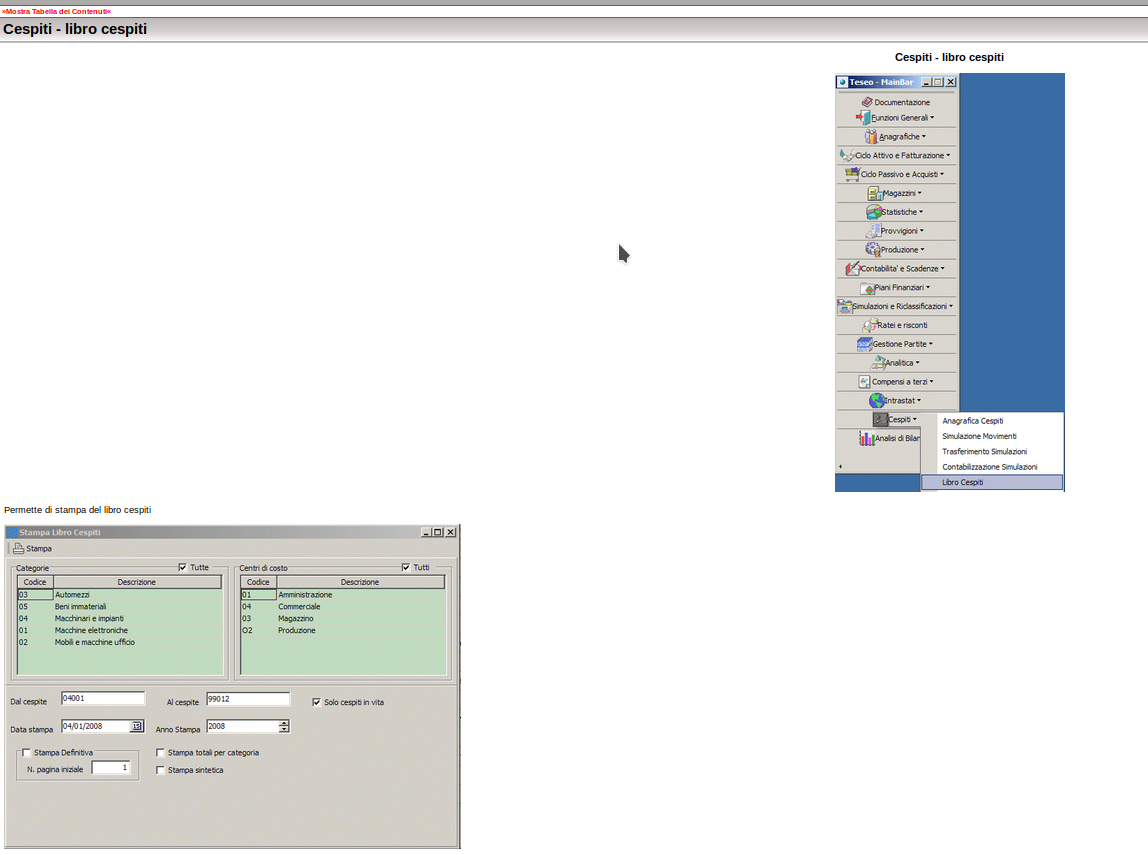 »Mostra Tabella dei Contenuti«
Cespiti - libro cespiti
Cespiti - libro cespiti
Teseo - MainBar
Documentazione
Funzioni Generali
Anagrafiche
Ciclo Attivo e Fatturazione
Ciclo Passivo e Acquisti
Magazzini
Statistiche
Provvigioni
Produzione
Contabilita' e Scadenze
Piani Finanziari
Simulazioni e Riclassificazioni
Ratei e risconti
Gestione Partite
Analitica
Compensi a terzi
Intrastat
Cespiti
Analisi di Bilan
Anagrafica Cespiti
Simulazione Movimenti
Trasferimento Simulazioni
Contabilizzazione Simulazioni
Libro Cespiti
Permette di stampa del libro cespiti
Stampa Libro Cespiti
Stampa
Categorie Tutte
Codice Descrizione
03 Automezzi
05 Beni immateriali
04 Macchinari e impianti
01 Macchine elettroniche
02 Mobili e macchine ufficio
Centri di costo Tutti
Codice Descrizione
01 Amministrazione
04 Commerciale
03 Magazzino
O2 Produzione
Dal cespite 04001 Al cespite 99012 Solo cespiti in vita
Data stampa 04/01/2008 15 Anno Stampa 2008
Stampa Definitiva Stampa totali per categoria
N. pagina iniziale 1 Stampa sintetica